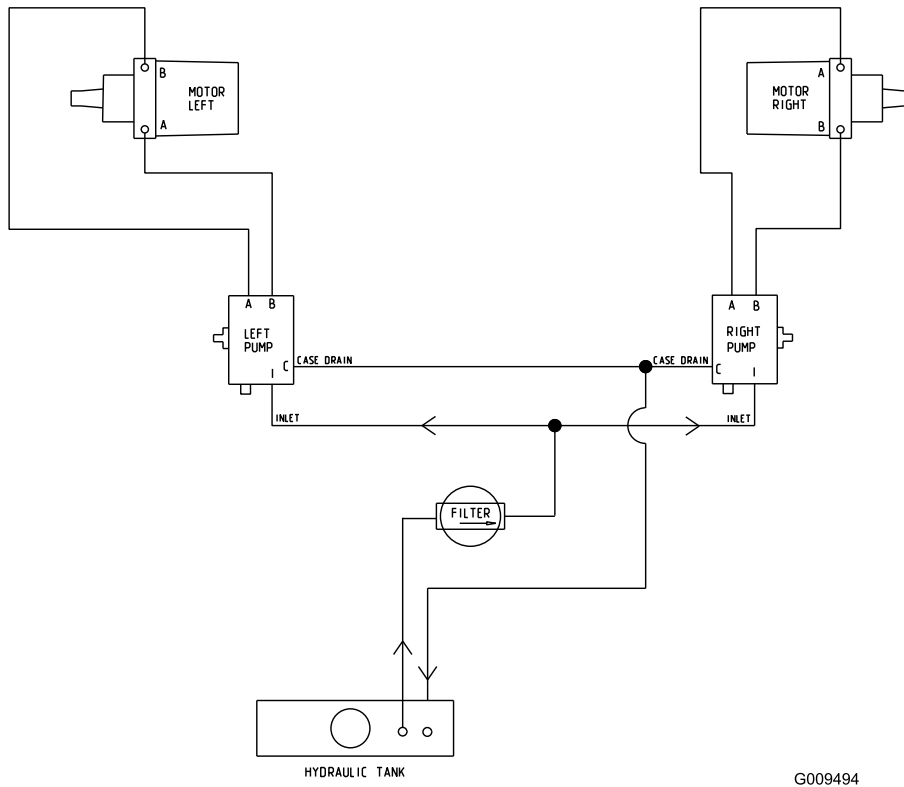 B
MOTOR
LEFT
A
A
MOTOR
RIGHT
B
A B
LEFT
PUMP
C
I
CASE DRAIN
INLET
A B
RIGHT
PUMP
CASE DRAIN
C
I
INLET
FILTER
HYDRAULIC TANK
G009494